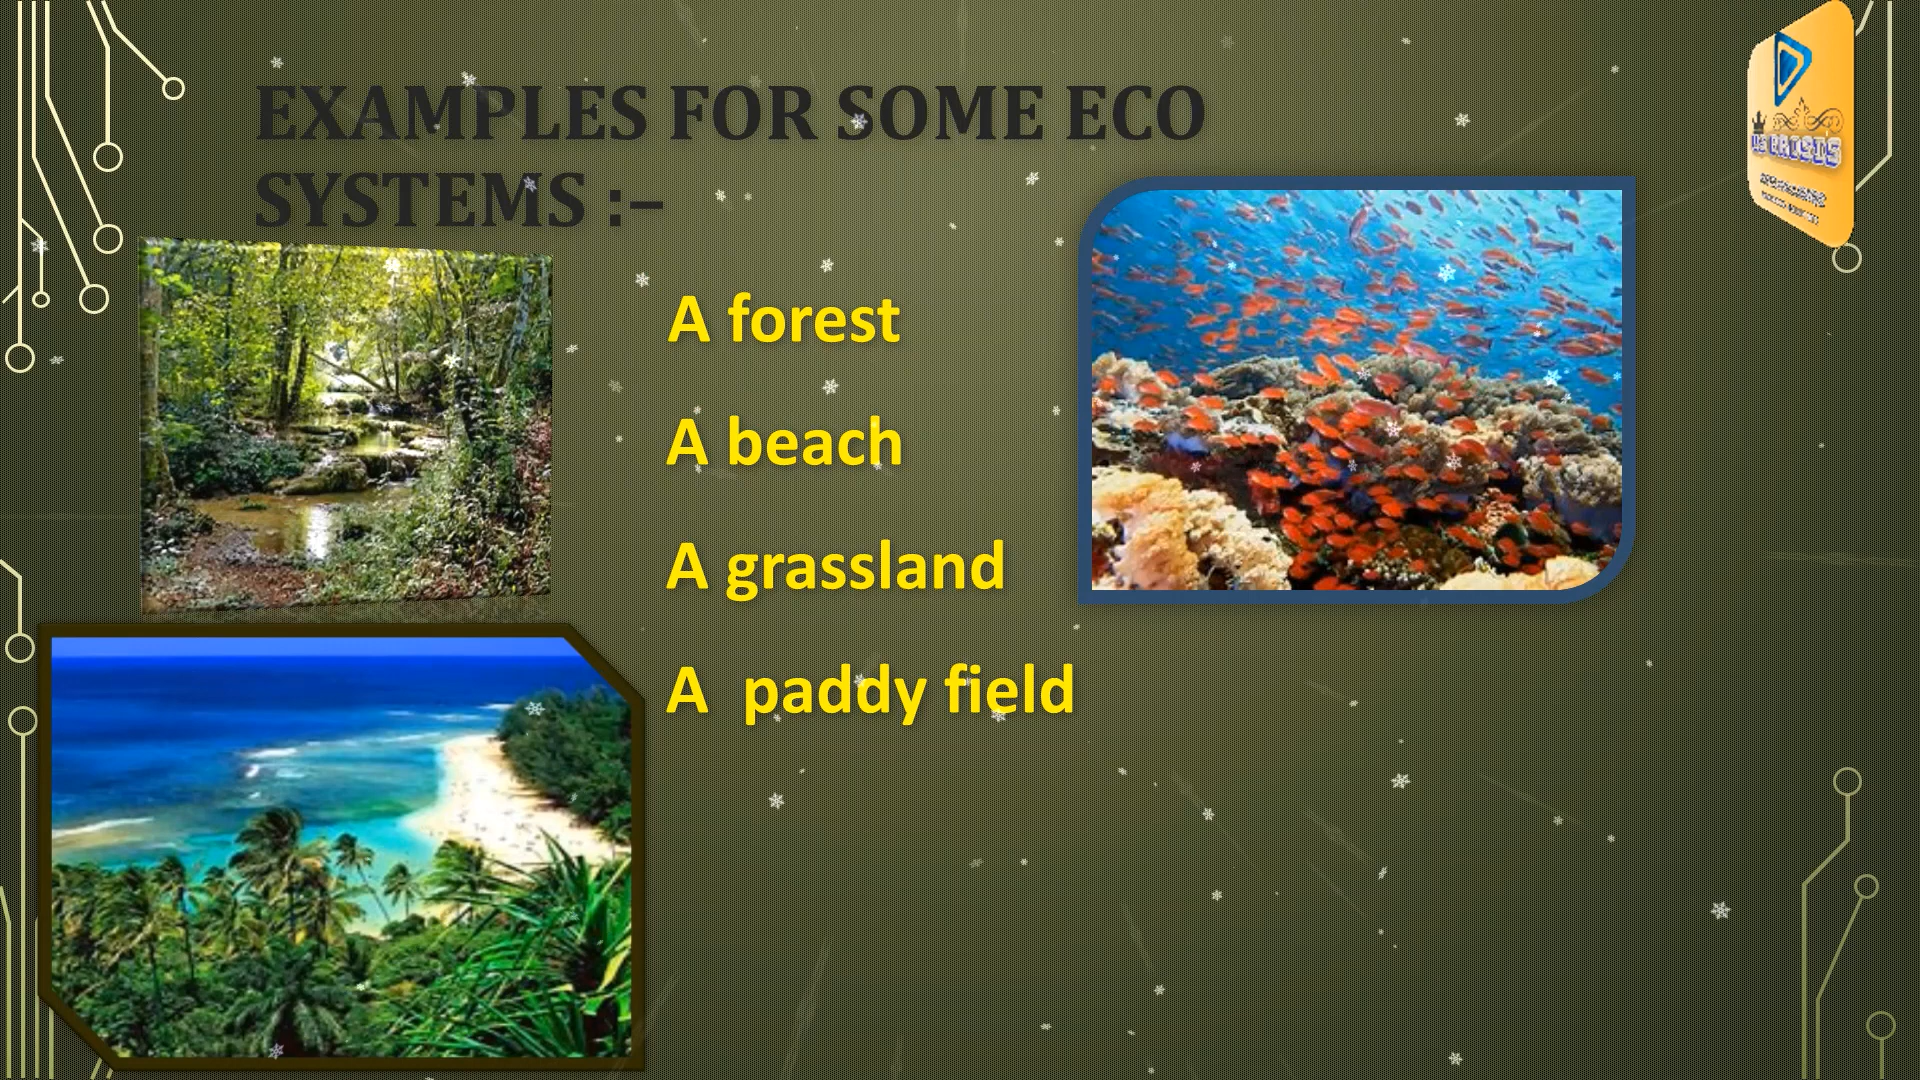 EXAMPLES FOR SOME ECO
SYSTEMS :–
A forest
A beach
A grassland
A paddy field